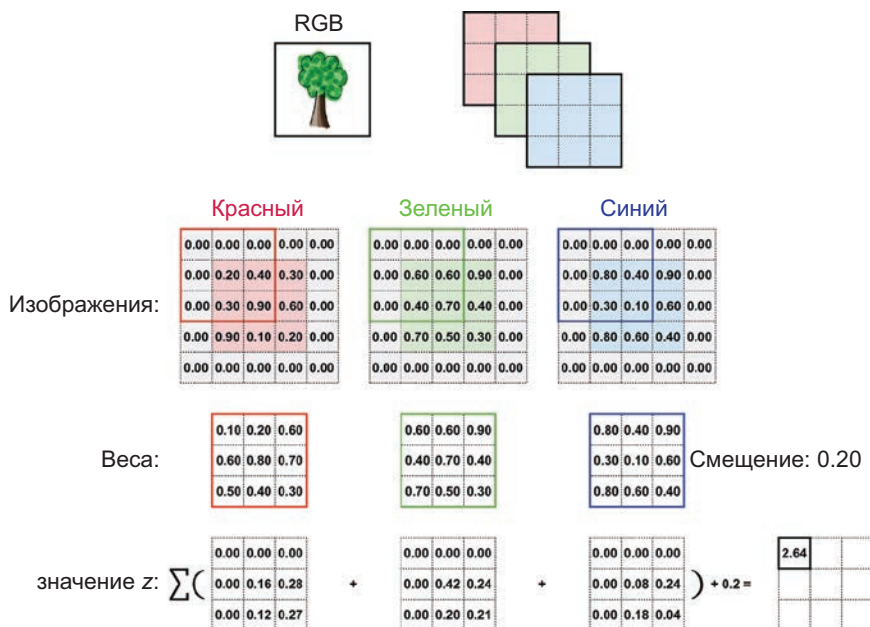 RGB
Красный Зеленый Синий
0.00 0.00 0.00 0.00 0.00 0.00 0.00 0.00 0.00 0.00 0.00 0.00 0.00 0.00 0.00
0.00 0.20 0.40 0.30 0.00 0.00 0.60 0.60 0.90 0.00 0.00 0.80 0.40 0.90 0.00
Изображения: 0.00 0.30 0.90 0.60 0.00 0.00 0.40 0.70 0.40 0.00 0.00 0.30 0.10 0.60 0.00
0.00 0.90 0.10 0.20 0.00 0.00 0.70 0.50 0.30 0.00 0.00 0.80 0.60 0.40 0.00
0.00 0.00 0.00 0.00 0.00 0.00 0.00 0.00 0.00 0.00 0.00 0.00 0.00 0.00 0.00
0.10 0.20 0.60 0.60 0.60 0.90 0.80 0.40 0.90
Веса: 0.60 0.80 0.70 0.40 0.70 0.40 0.30 0.10 0.60 Смещение: 0.20
0.50 0.40 0.30 0.70 0.50 0.30 0.80 0.60 0.40
0.00 0.00 0.00 0.00 0.00 0.00 0.00 0.00 0.00 2.64
значение z: ∑( 0.00 0.16 0.28 + 0.00 0.42 0.24 + 0.00 0.08 0.24 ) + 0.2 =
0.00 0.12 0.27 0.00 0.20 0.21 0.00 0.18 0.04